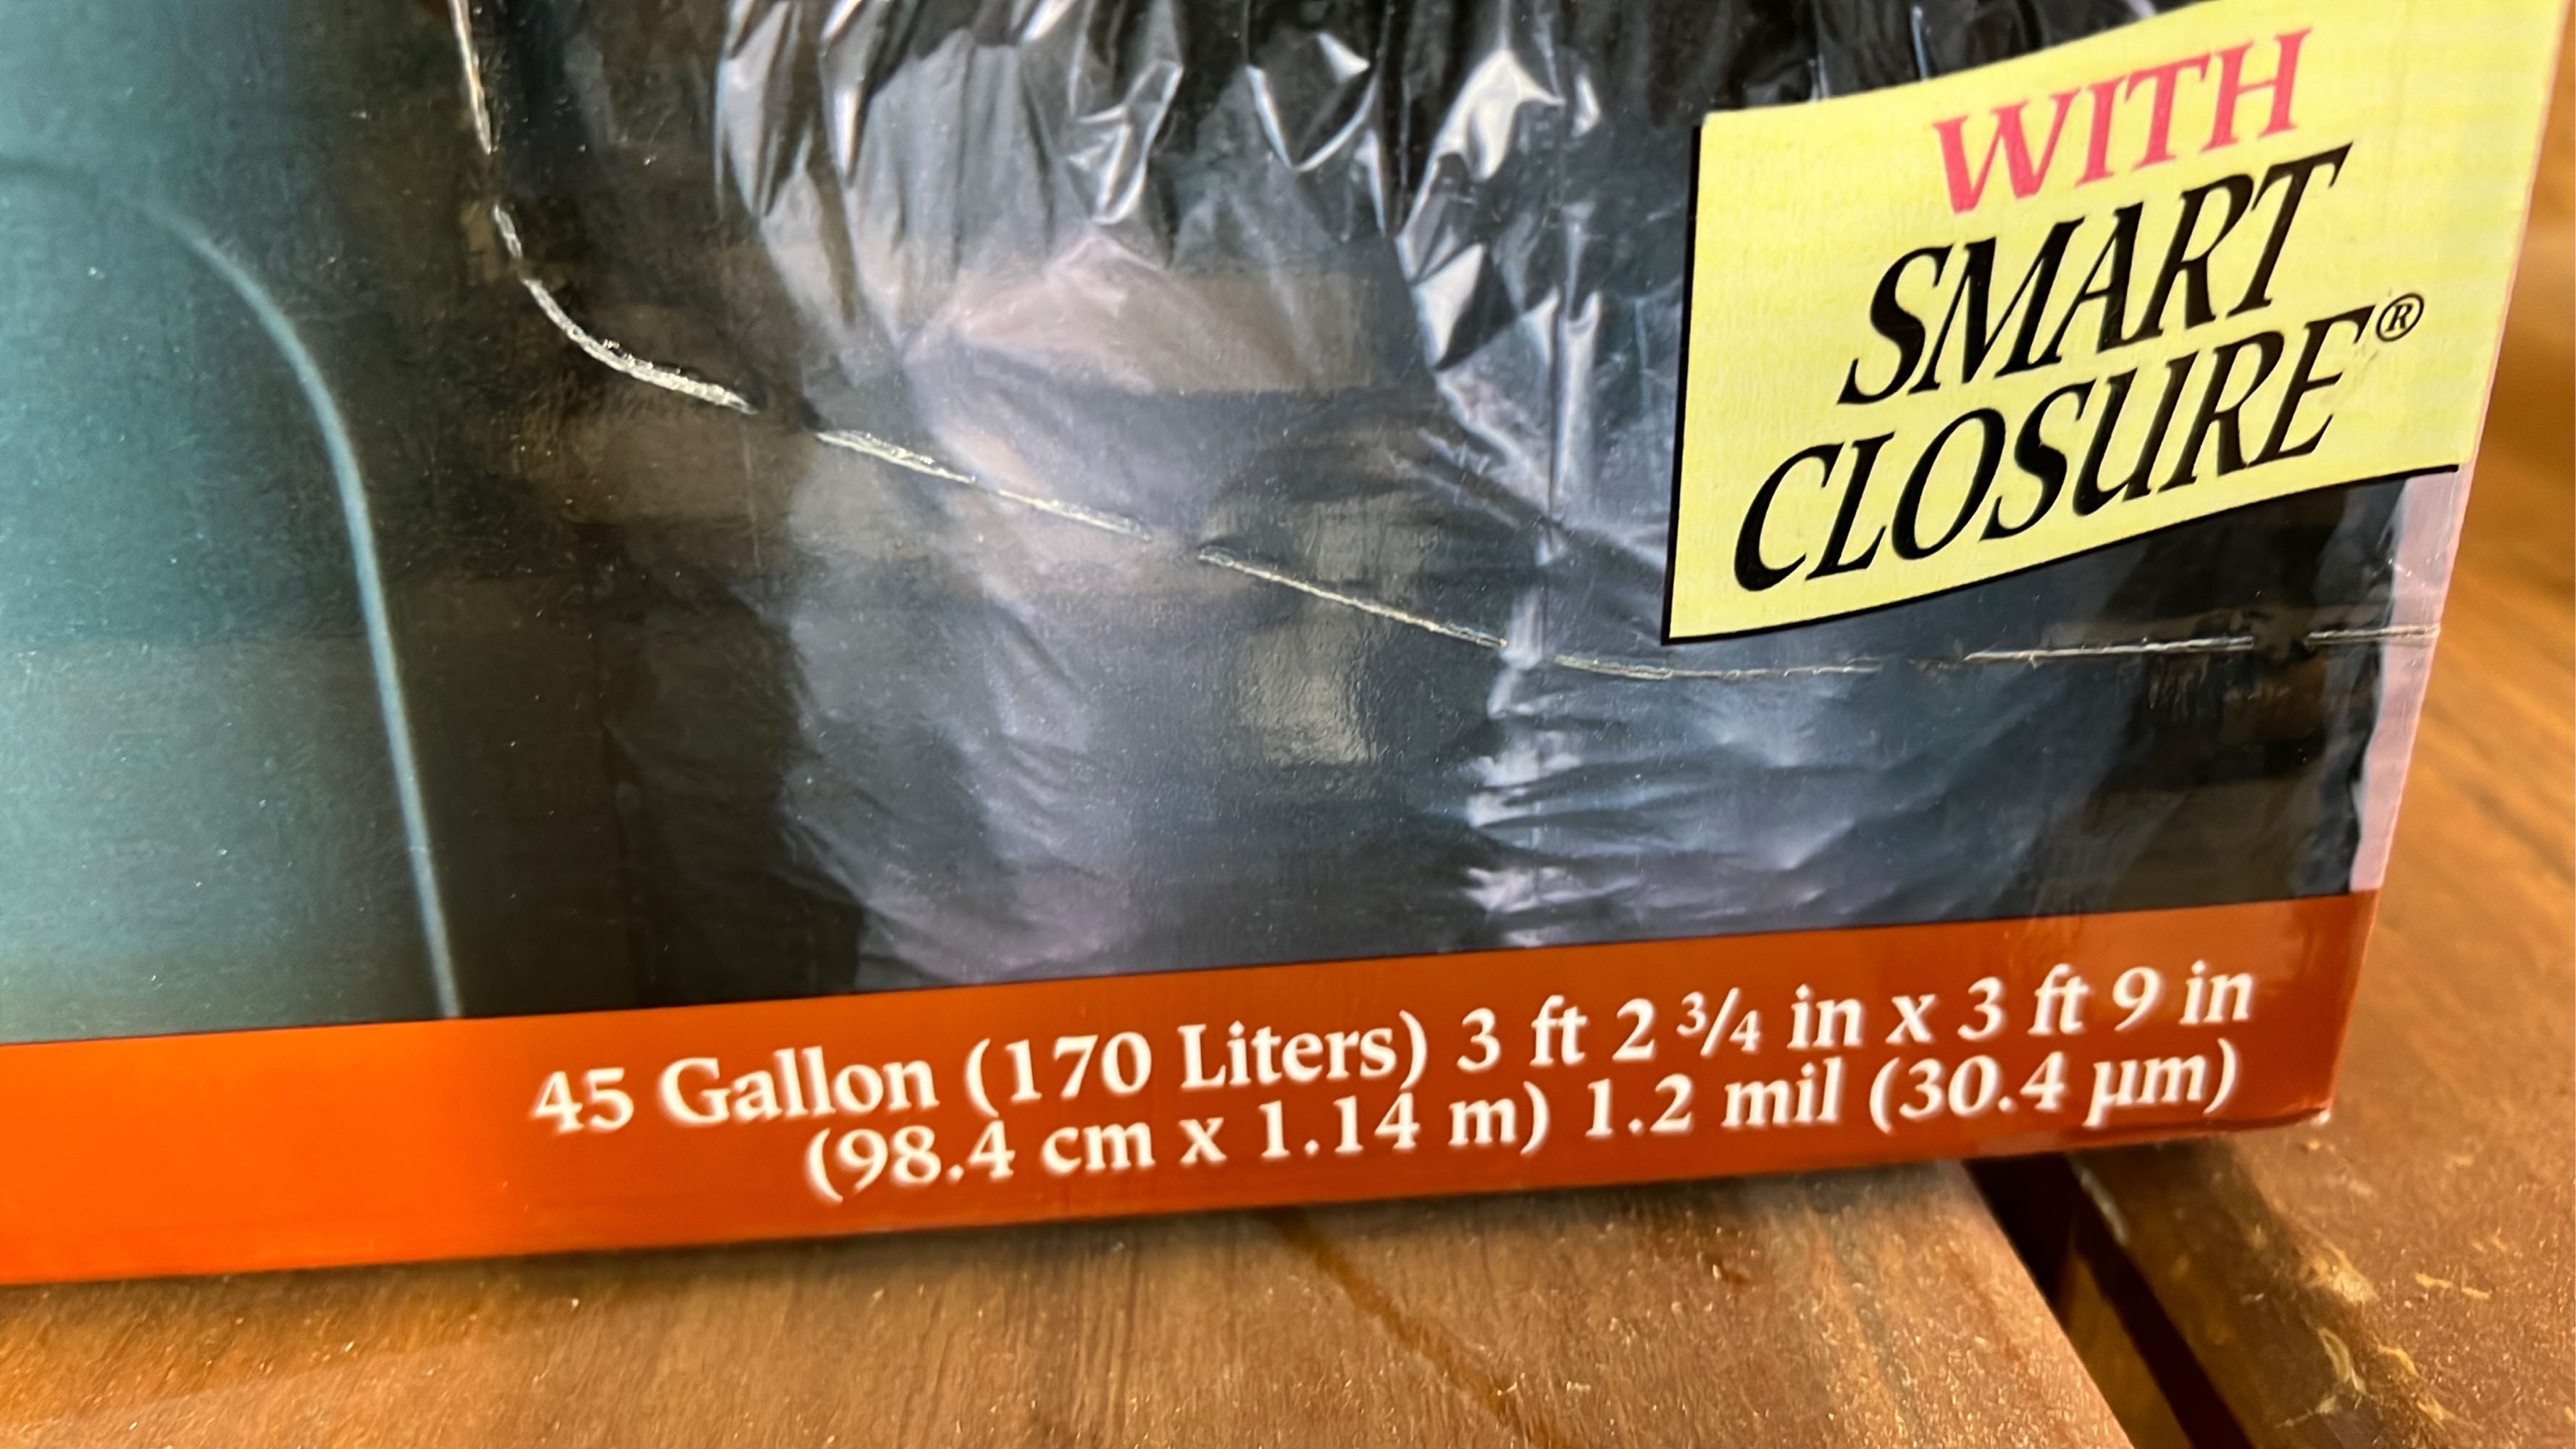 WITH
SMART
CLOSURE®
45 Gallon (170 Liters) 3 ft 2 3/4 in x 3 ft 9 in
(98.4 cm x 1.14 m) 1.2 mil (30.4 µm)